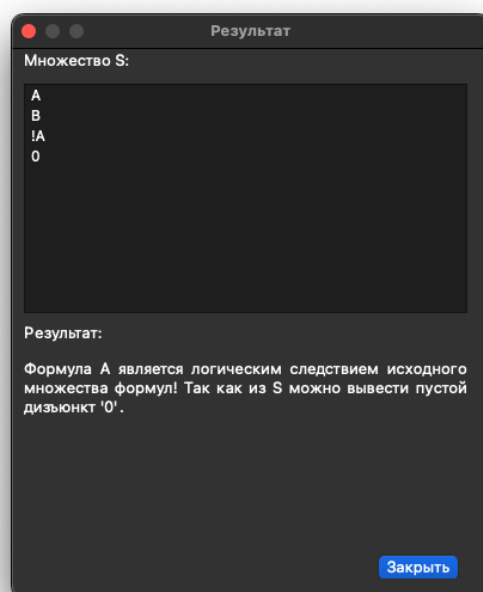 Результат
Множество S:
A
B
!A
0
Результат:
Формула A является логическим следствием исходного
множества формул! Так как из S можно вывести пустой
дизъюнкт '0'.
Закрыть